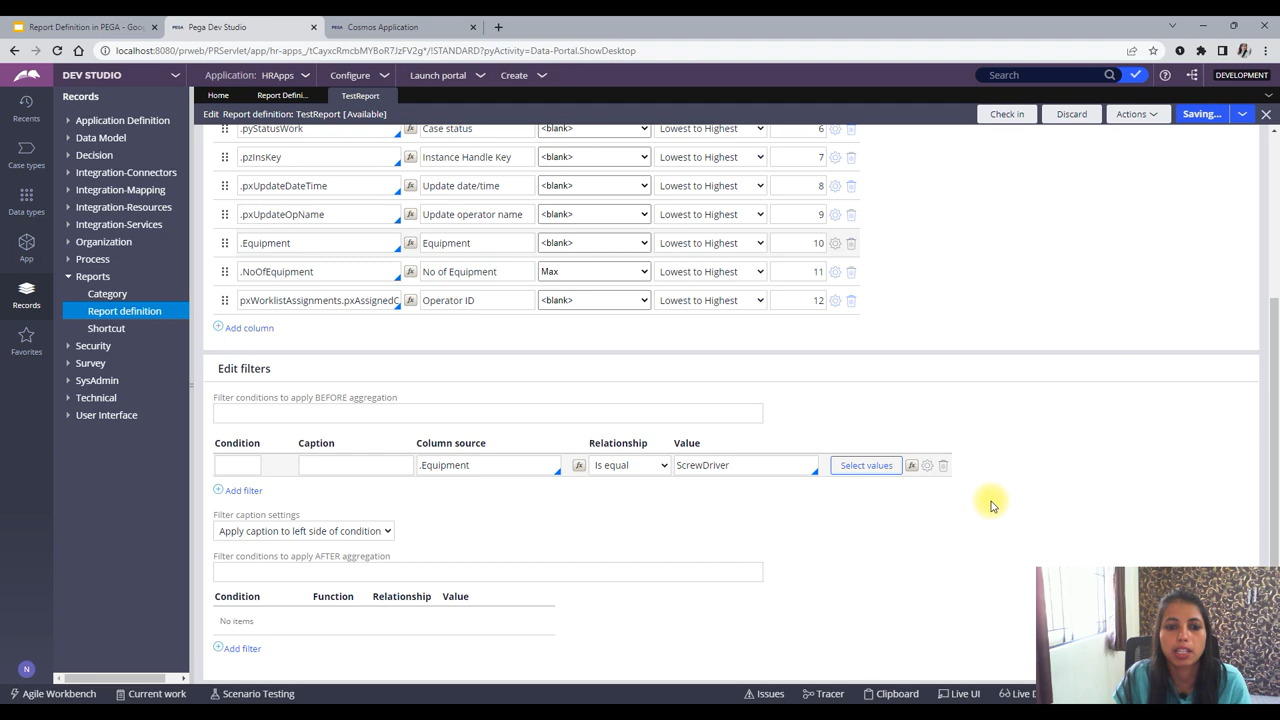 Report Definition in PEGA - Goo
Pega Dev Studio
Cosmos Application
localhost:8080/prweb/PRServlet/app/hr-apps_/tCayxcRmcbMYBoR7JzFV2g*/!STANDARD?pyActivity=Data-Portal.ShowDesktop
DEV STUDIO
Application: HRApps
Configure
Launch portal
Create
Search
DEVELOPMENT
Recents
Case types
Data types
App
Records
Favorites
N
Records
Application Definition
Data Model
Decision
Integration-Connectors
Integration-Mapping
Integration-Resources
Integration-Services
Organization
Process
Reports
Category
Report definition
Shortcut
Security
Survey
SysAdmin
Technical
User Interface
Home
Report Defini...
TestReport
Edit Report definition: TestReport [Available]
Check in
Discard
Actions
Saving...
.pyStatusWork Case status <blank> Lowest to Highest 6
.pzInsKey Instance Handle Key <blank> Lowest to Highest 7
.pxUpdateDateTime Update date/time <blank> Lowest to Highest 8
.pxUpdateOpName Update operator name <blank> Lowest to Highest 9
.Equipment Equipment <blank> Lowest to Highest 10
.NoOfEquipment No of Equipment Max Lowest to Highest 11
pxWorklistAssignments.pxAssignedC Operator ID <blank> Lowest to Highest 12
Add column
Edit filters
Filter conditions to apply BEFORE aggregation
Condition Caption Column source Relationship Value
.Equipment Is equal ScrewDriver Select values
Add filter
Filter caption settings
Apply caption to left side of condition
Filter conditions to apply AFTER aggregation
Condition Function Relationship Value
No items
Add filter
Agile Workbench
Current work
Scenario Testing
Issues
Tracer
Clipboard
Live UI
Live D